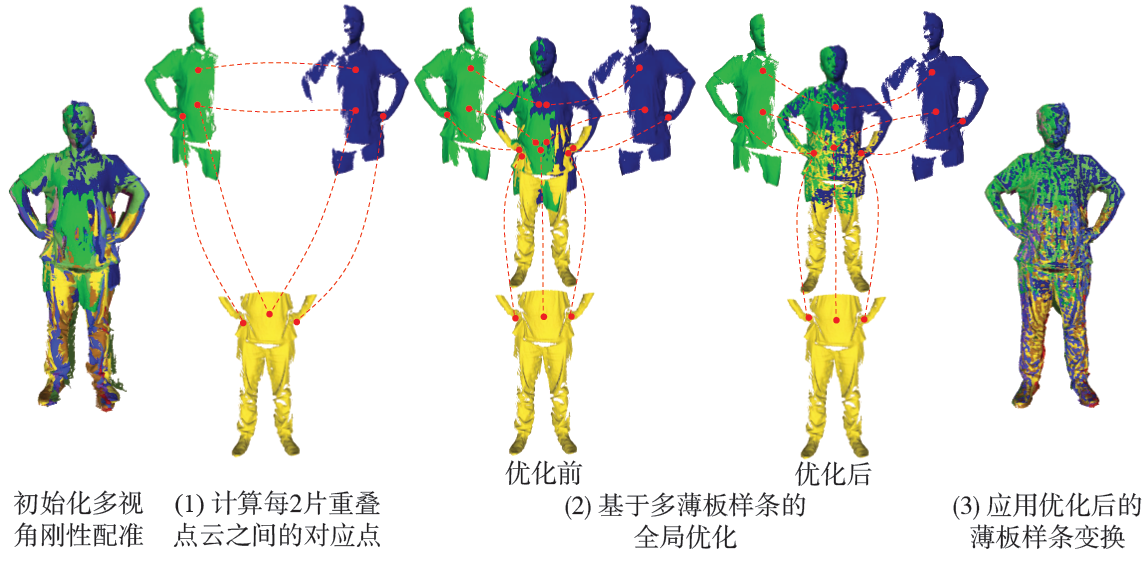 优化前
优化后
初始化多视
角刚性配准
(1) 计算每2片重叠
点云之间的对应点
(2) 基于多薄板样条的
全局优化
(3) 应用优化后的
薄板样条变换